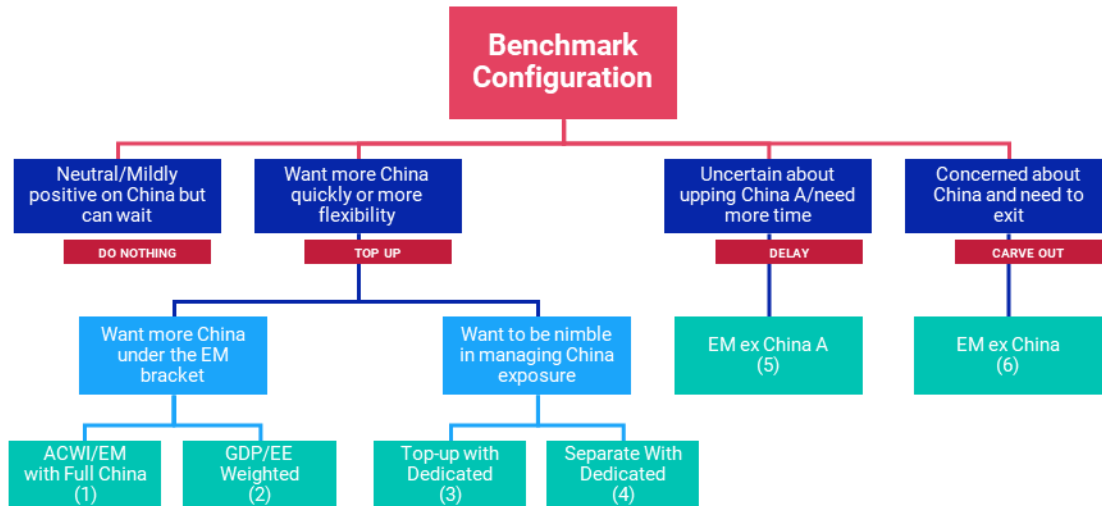 Benchmark
Configuration
Neutral/Mildly
positive on China but
can wait
DO NOTHING
Want more China
quickly or more
flexibility
TOP UP
Uncertain about
upping China A/need
more time
DELAY
Concerned about
China and need to
exit
CARVE OUT
Want more China
under the EM
bracket
Want to be nimble
in managing China
exposure
EM ex China A
(5)
EM ex China
(6)
ACWI/EM
with Full China
(1)
GDP/EE
Weighted
(2)
Top-up with
Dedicated
(3)
Separate With
Dedicated
(4)